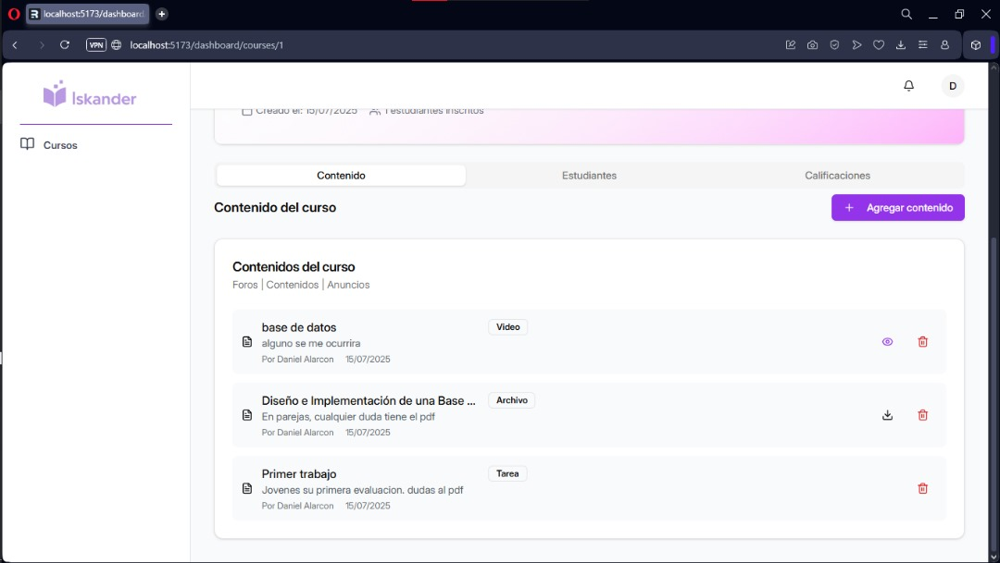 localhost:5173/dashboard
VPN localhost:5173/dashboard/courses/1
Iskander
D
Creado el: 15/07/2025 1 estudiantes inscritos
Cursos
Contenido Estudiantes Calificaciones
Contenido del curso
+ Agregar contenido
Contenidos del curso
Foros | Contenidos | Anuncios
base de datos Video
alguno se me ocurrira
Por Daniel Alarcon 15/07/2025
Diseño e Implementación de una Base ... Archivo
En parejas, cualquier duda tiene el pdf
Por Daniel Alarcon 15/07/2025
Primer trabajo Tarea
Jovenes su primera evaluacion. dudas al pdf
Por Daniel Alarcon 15/07/2025